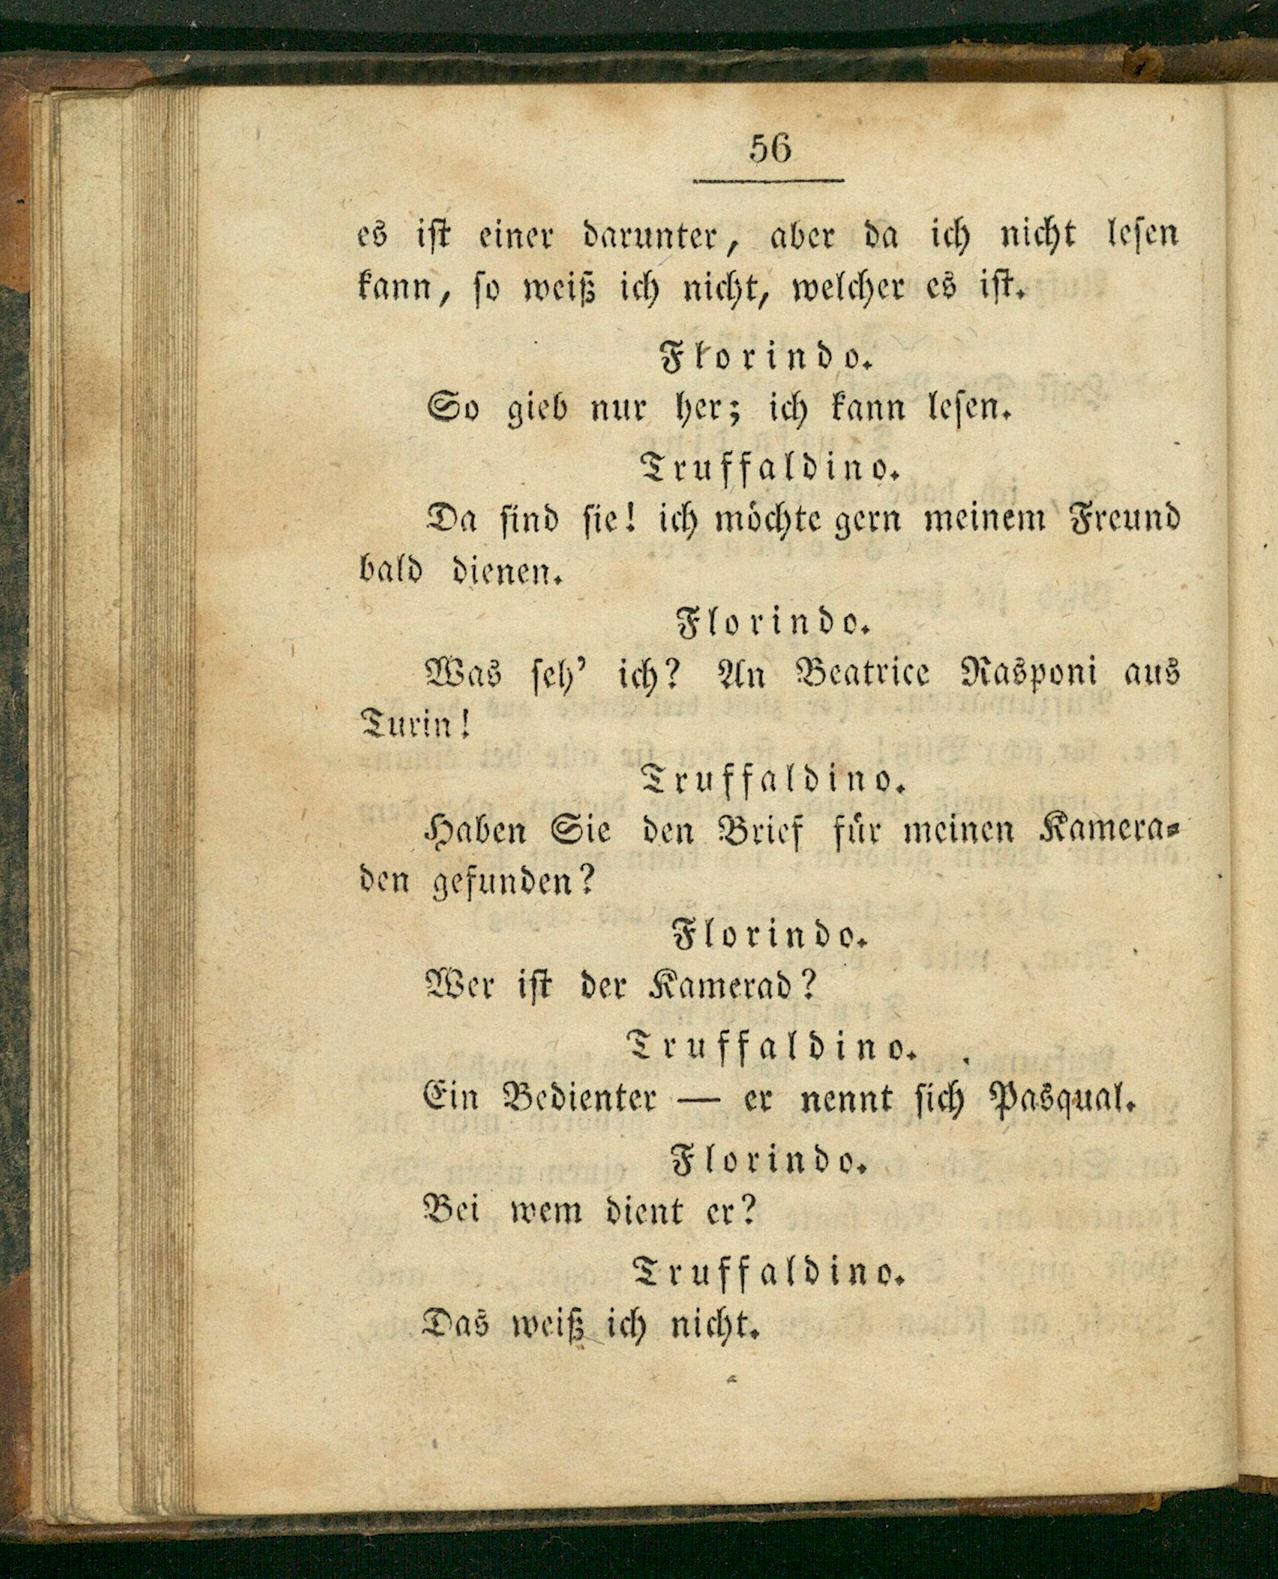 56
es ist einer darunter, aber da ich nicht lesen
kann, so weiß ich nicht, welcher es ist.
Florindo.
So gieb nur her; ich kann lesen.
Truffaldino.
Da sind sie! ich möchte gern meinem Freund
bald dienen.
Florindo.
Was seh' ich? An Beatrice Rasponi aus
Turin!
Truffaldino.
Haben Sie den Brief für meinen Kamera-
den gefunden?
Florindo.
Wer ist der Kamerad?
Truffaldino.
Ein Bedienter — er nennt sich Pasqual.
Florindo.
Bei wem dient er?
Truffaldino.
Das weiß ich nicht.